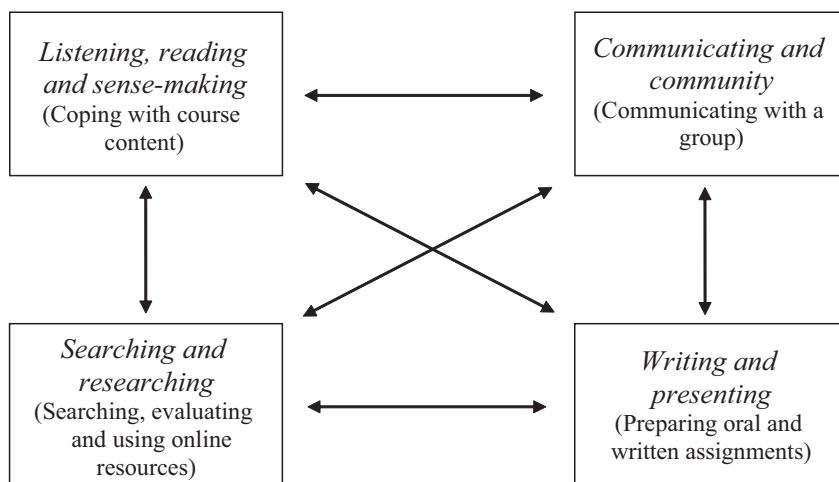 Listening, reading
and sense-making
(Coping with course
content)
Communicating and
community
(Communicating with a
group)
Searching and
researching
(Searching, evaluating
and using online
resources)
Writing and
presenting
(Preparing oral and
written assignments)